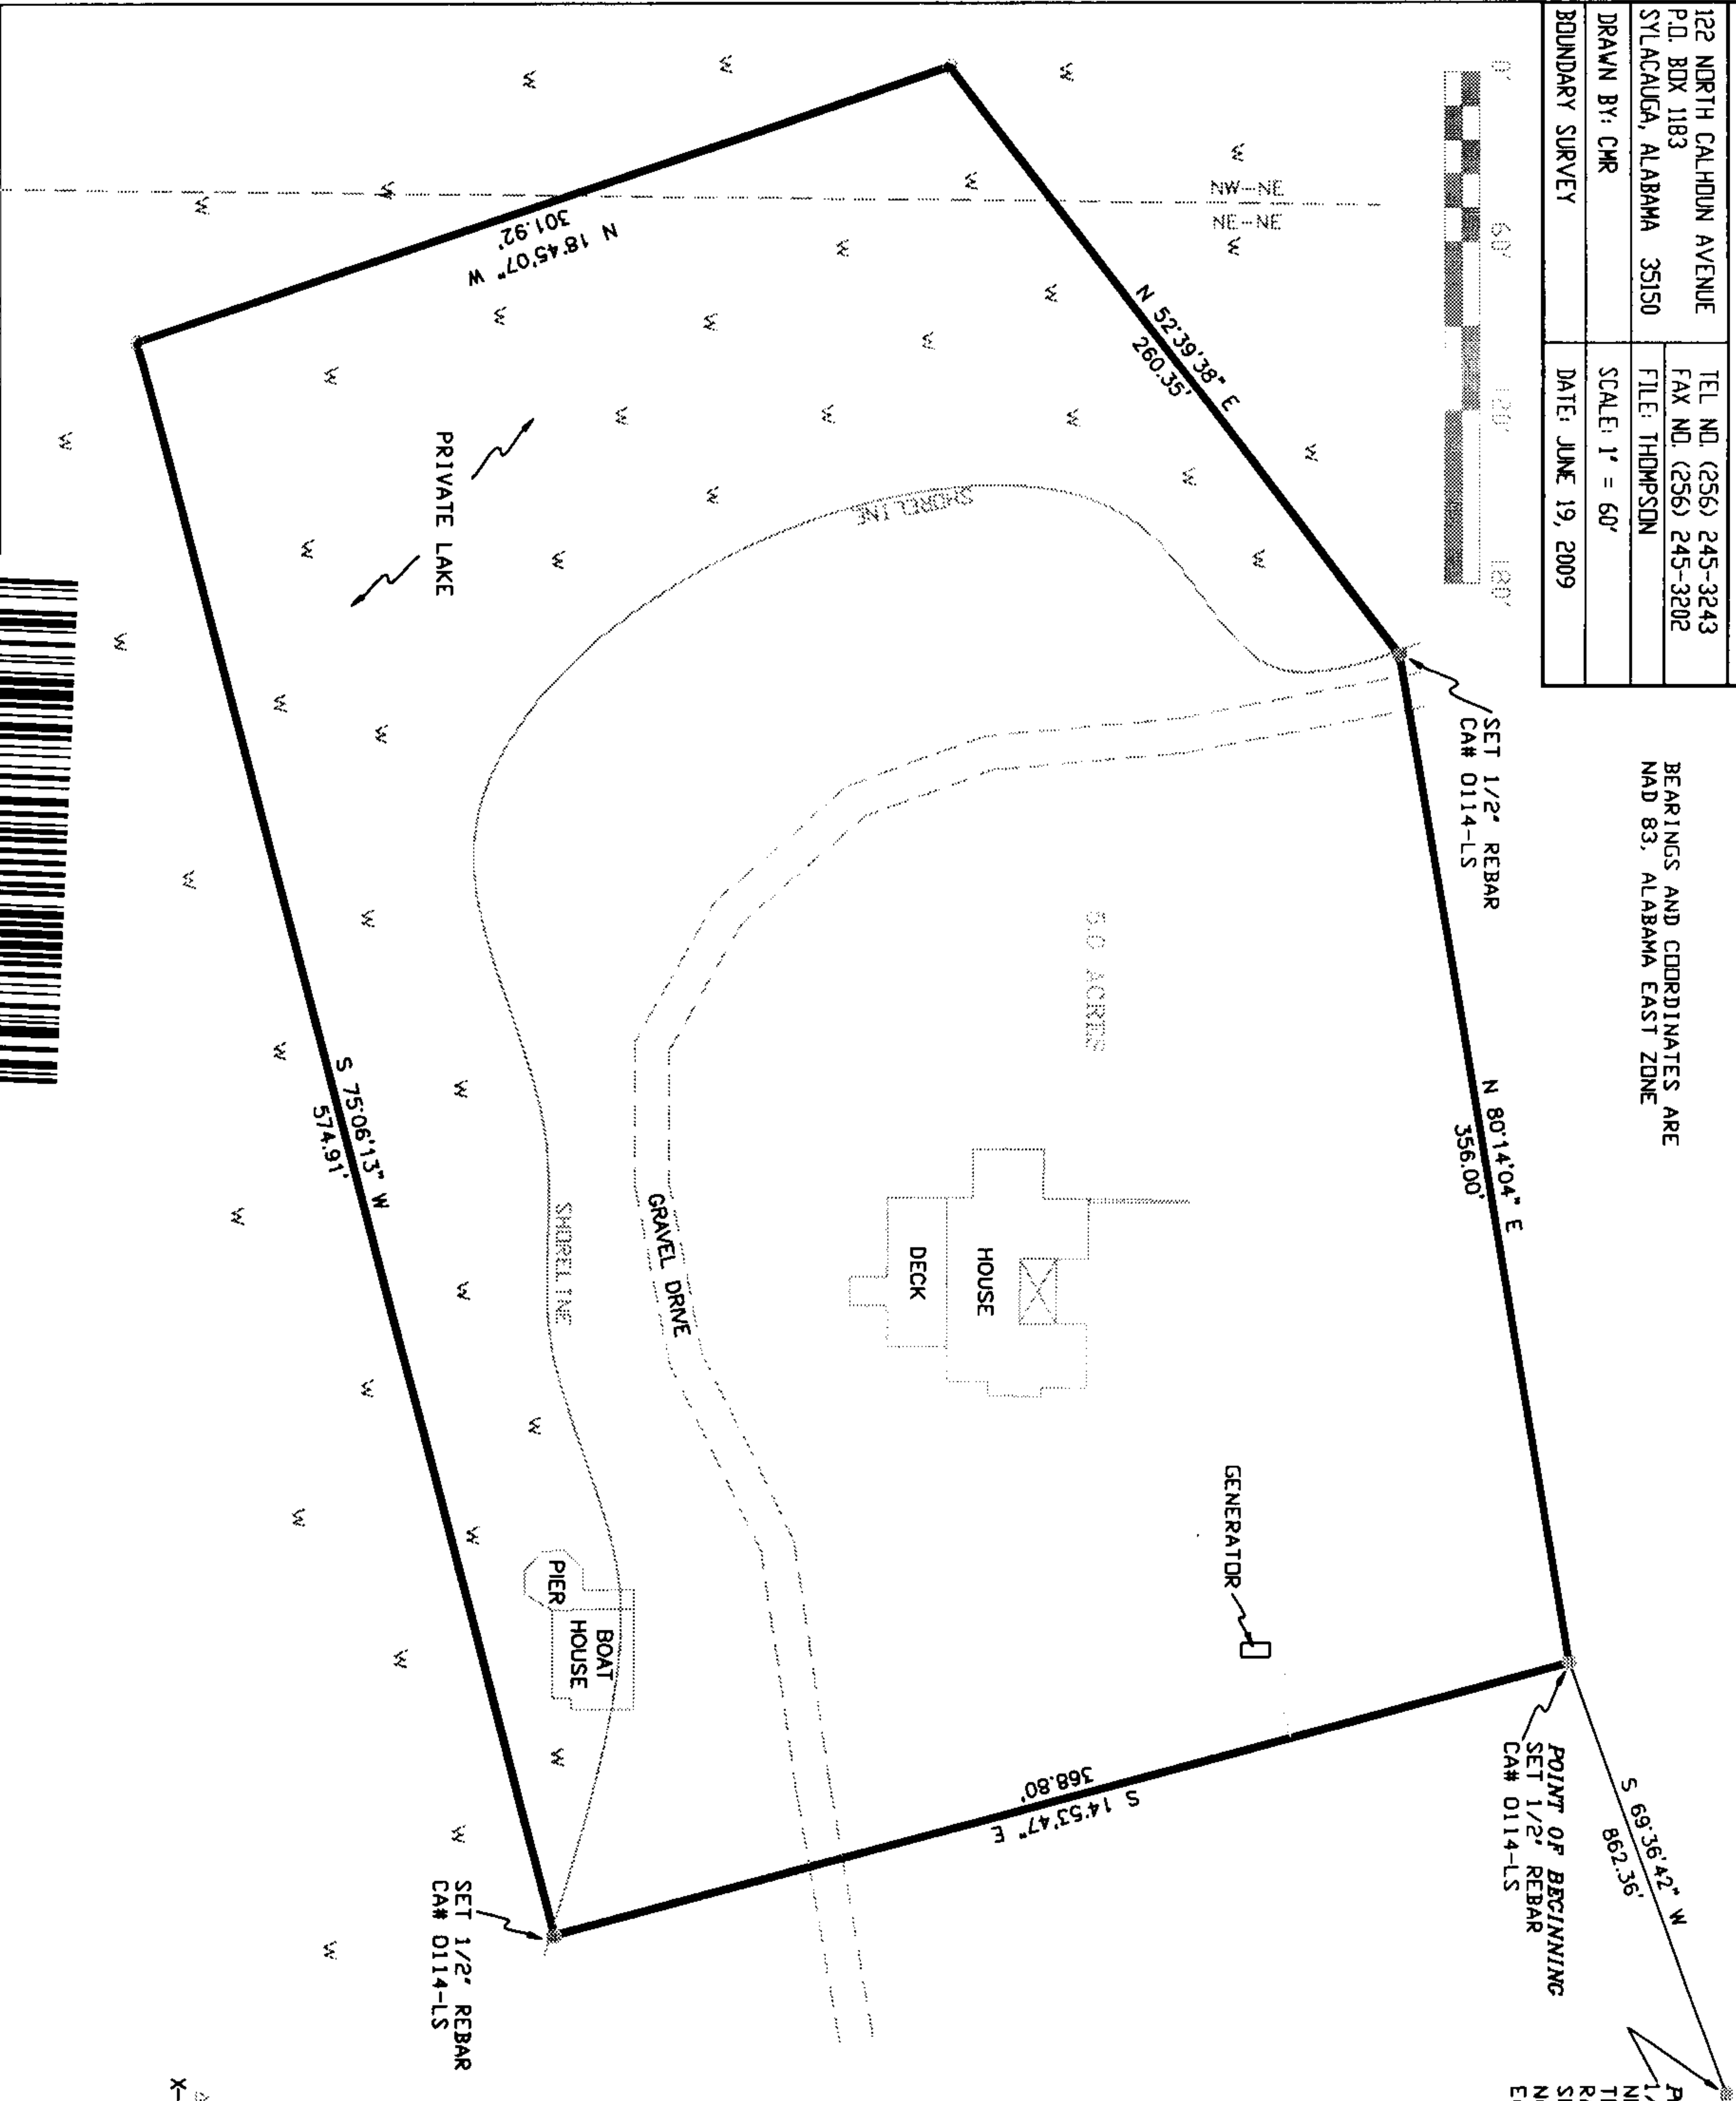 122 NORTH CALHOUN AVENUE
P.O. BOX 1183
SYLACAUGA, ALABAMA 35150
TEL NO. (256) 245-3243
FAX NO. (256) 245-3202
FILE: THOMPSON
DRAWN BY: CMR
SCALE: 1" = 60'
BOUNDARY SURVEY
DATE: JUNE 19, 2009
0'
60'
120'
180'
BEARINGS AND COORDINATES ARE
NAD 83, ALABAMA EAST ZONE
NW-NE
NE-NE
SET 1/2" REBAR
CA# 0114-LS
N 52°39'38" E
260.35'
N 80°14'04" E
356.00'
S 69°36'42" W
862.36'
POINT OF BEGINNING
SET 1/2" REBAR
CA# 0114-LS
N 18°45'07" W
301.92'
SHORELINE
5.0 ACRES
HOUSE
DECK
GENERATOR
S 14°53'47" E
368.80'
PRIVATE LAKE
GRAVEL DRIVE
SHORELINE
PIER
BOAT
HOUSE
S 75°06'13" W
574.91'
SET 1/2" REBAR
CA# 0114-LS
X-